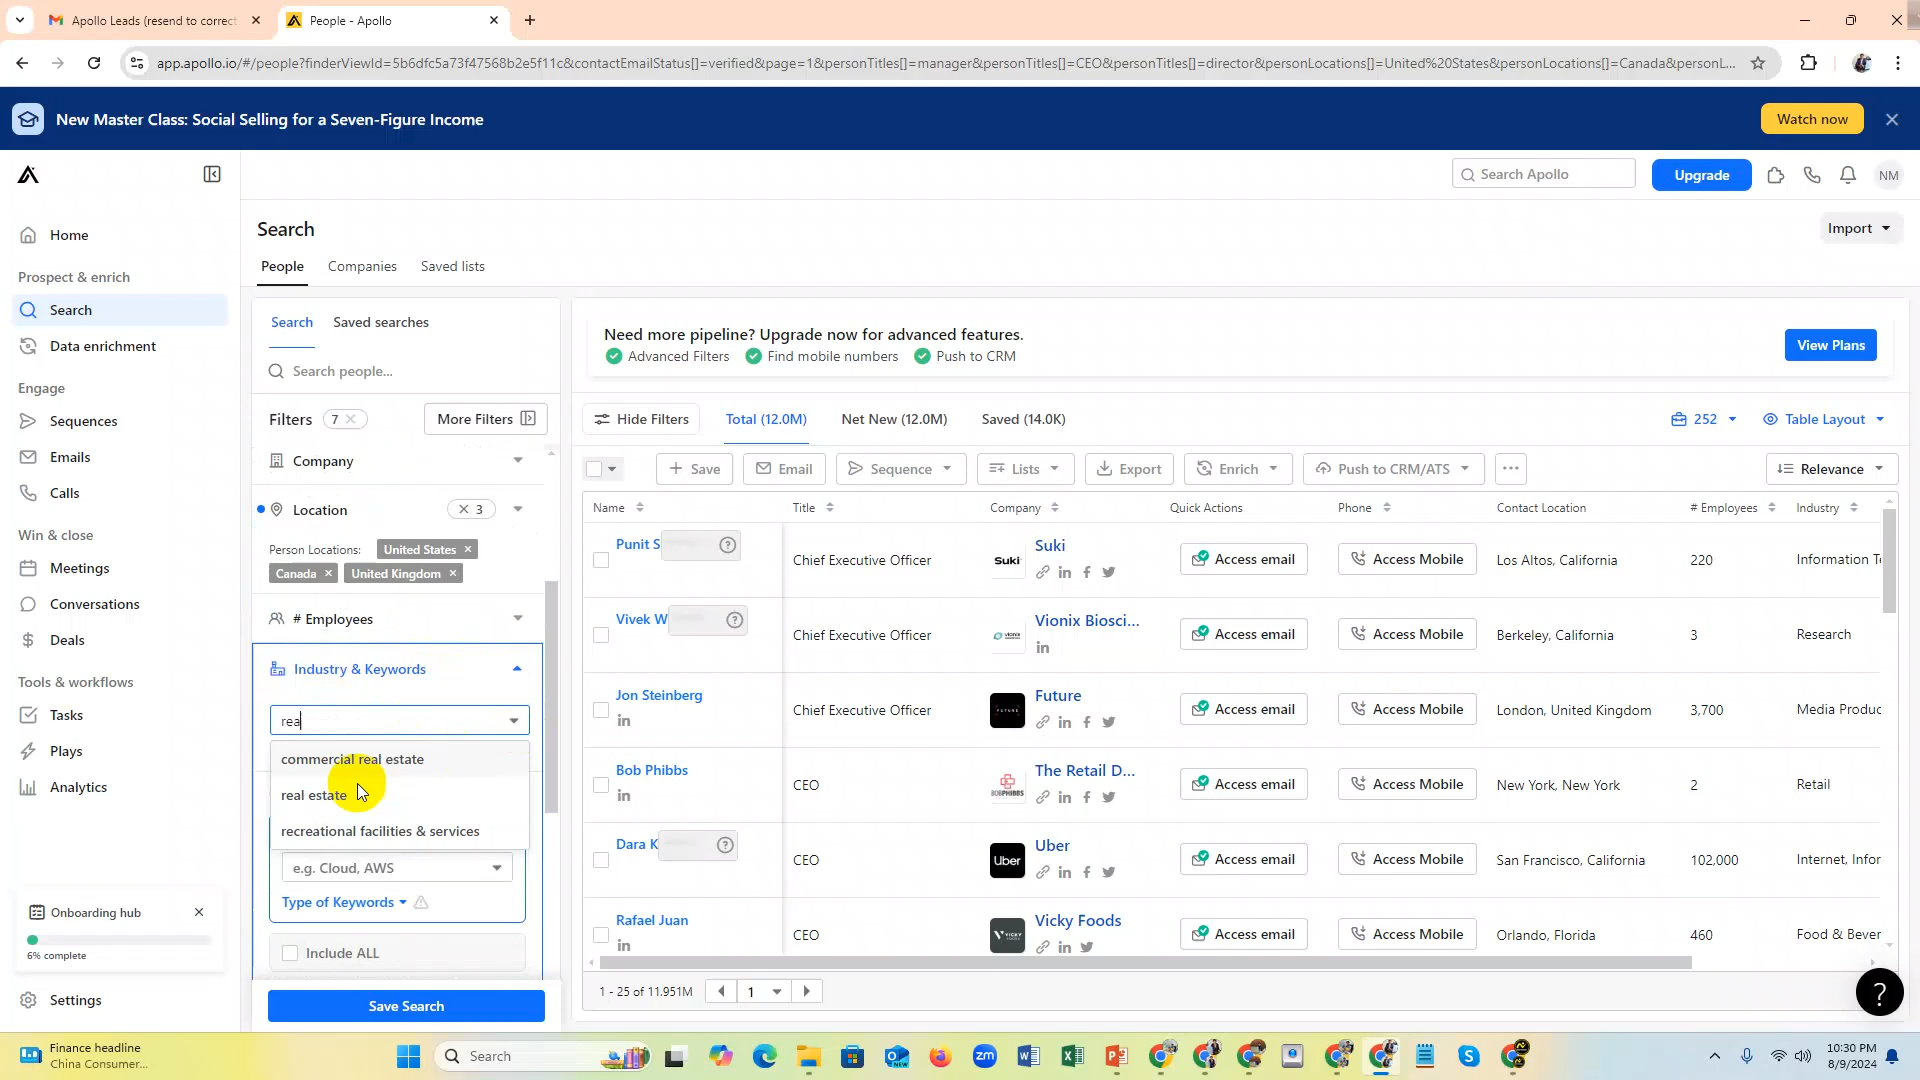 Apollo Leads (resend to correct
People - Apollo
app.apollo.io/#/people?finderViewId=5b6dfc5a73f47568b2e5f11c&contactEmailStatus[]=verified&page=1&personTitles[]=manager&personTitles[]=CEO&personTitles[]=director&personLocations[]=United%20States&personLocations[]=Canada&personL...
New Master Class: Social Selling for a Seven-Figure Income
Watch now
Search Apollo
Upgrade
NM
Home
Prospect & enrich
Search
Data enrichment
Engage
Sequences
Emails
Calls
Win & close
Meetings
Conversations
Deals
Tools & workflows
Tasks
Plays
Analytics
Onboarding hub
6% complete
Settings
Search
Import
People Companies Saved lists
Search Saved searches
Search people...
Filters 7 More Filters
Company
Location 3
Person Locations: United States
Canada United Kingdom
# Employees
Industry & Keywords
rea
commercial real estate
real estate
recreational facilities & services
e.g. Cloud, AWS
Type of Keywords
Include ALL
Save Search
Need more pipeline? Upgrade now for advanced features.
Advanced Filters Find mobile numbers Push to CRM
View Plans
Hide Filters Total (12.0M) Net New (12.0M) Saved (14.0K) 252 Table Layout
Save Email Sequence Lists Export Enrich Push to CRM/ATS ... Relevance
Name Title Company Quick Actions Phone Contact Location # Employees Industry
Punit S Chief Executive Officer Suki Suki Access email Access Mobile Los Altos, California 220 Information Te
Vivek W Chief Executive Officer Vionix Biosci... Access email Access Mobile Berkeley, California 3 Research
Jon Steinberg Chief Executive Officer FUTURE Future Access email Access Mobile London, United Kingdom 3,700 Media Produc
Bob Phibbs CEO BOBPHIBBS The Retail D... Access email Access Mobile New York, New York 2 Retail
Dara K CEO Uber Uber Access email Access Mobile San Francisco, California 102,000 Internet, Infor
Rafael Juan CEO VICKY Vicky Foods Access email Access Mobile Orlando, Florida 460 Food & Bever
1 - 25 of 11.951M 1
?
Finance headline
China Consumer...
Search
10:30 PM
8/9/2024